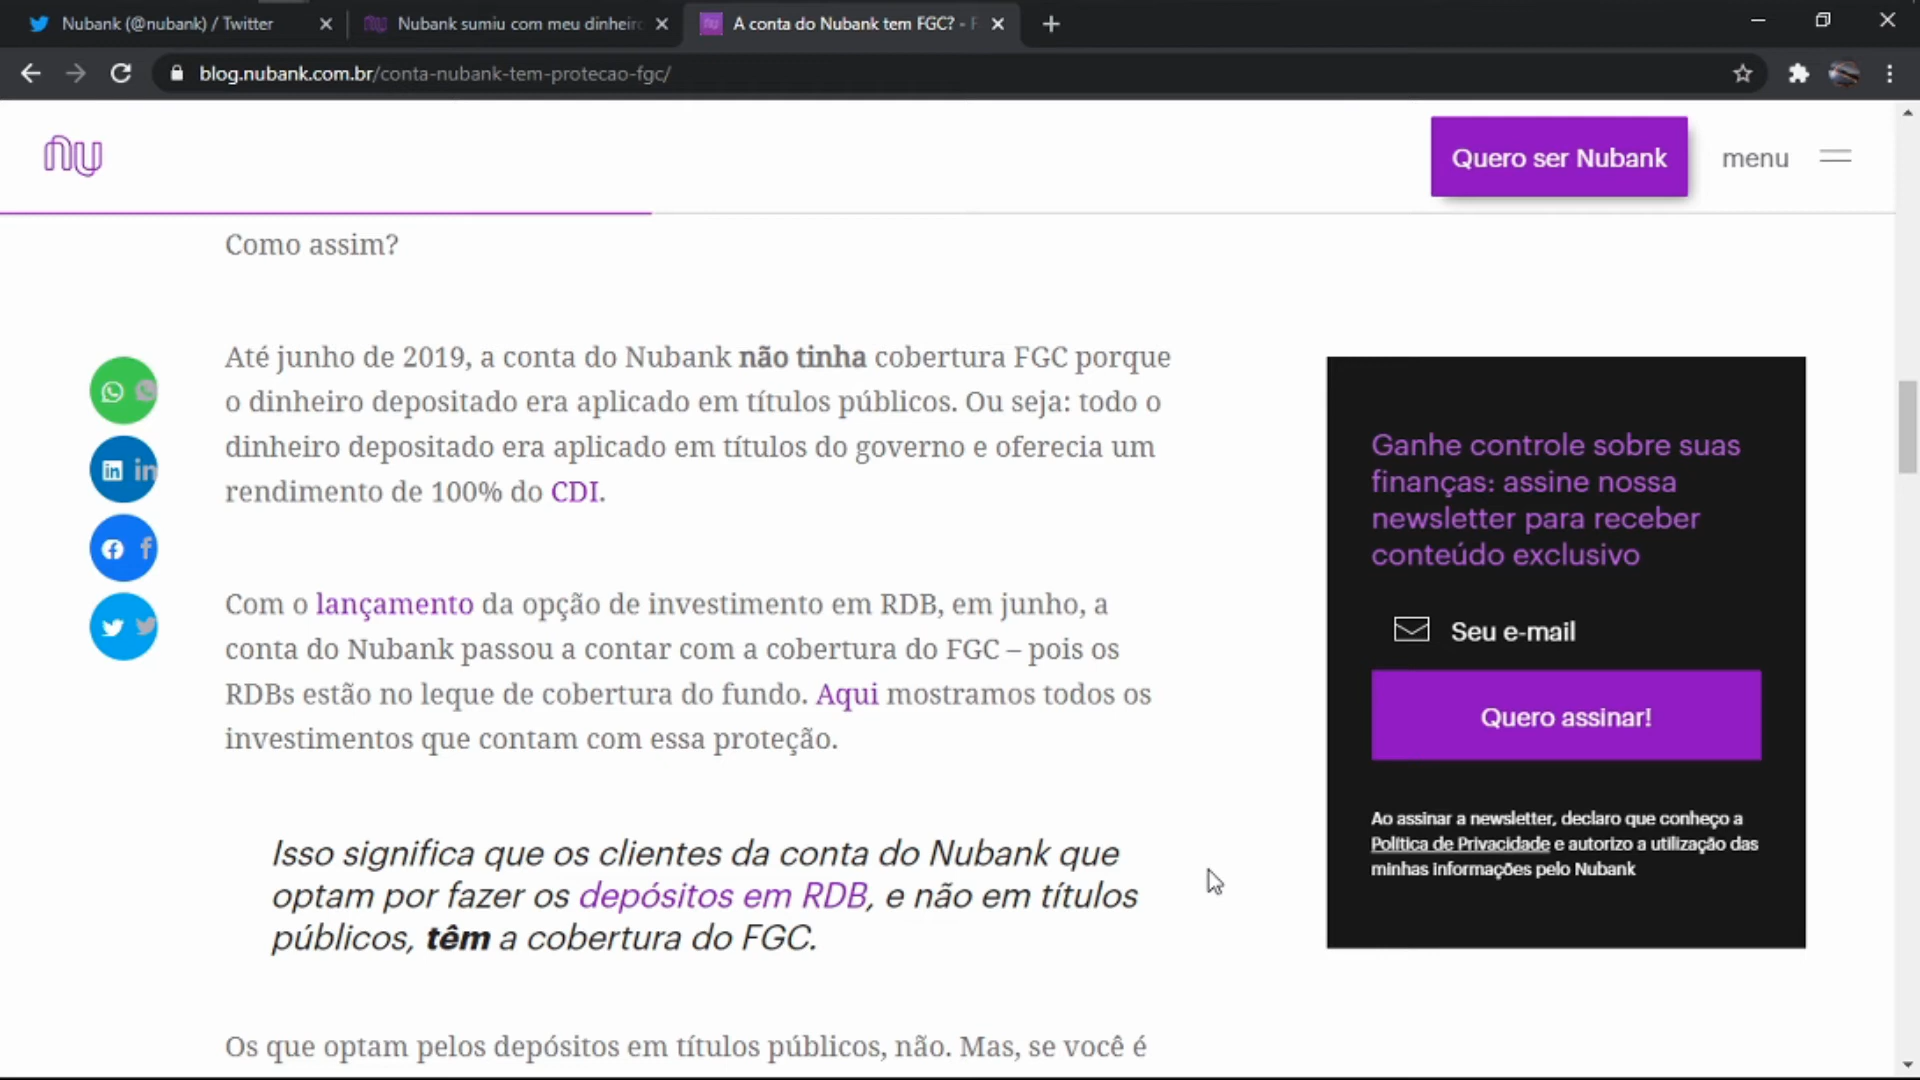 Nubank (@nubank) / Twitter
Nubank sumiu com meu dinheiro
A conta do Nubank tem FGC? - F
blog.nubank.com.br/conta-nubank-tem-protecao-fgc/
nu
Quero ser Nubank
menu
Como assim?
Até junho de 2019, a conta do Nubank não tinha cobertura FGC porque
o dinheiro depositado era aplicado em títulos públicos. Ou seja: todo o
dinheiro depositado era aplicado em títulos do governo e oferecia um
rendimento de 100% do CDI.
Com o lançamento da opção de investimento em RDB, em junho, a
conta do Nubank passou a contar com a cobertura do FGC – pois os
RDBs estão no leque de cobertura do fundo. Aqui mostramos todos os
investimentos que contam com essa proteção.
Isso significa que os clientes da conta do Nubank que
optam por fazer os depósitos em RDB, e não em títulos
públicos, têm a cobertura do FGC.
Os que optam pelos depósitos em títulos públicos, não. Mas, se você é
Ganhe controle sobre suas
finanças: assine nossa
newsletter para receber
conteúdo exclusivo
Seu e-mail
Quero assinar!
Ao assinar a newsletter, declaro que conheço a
Política de Privacidade e autorizo a utilização das
minhas informações pelo Nubank